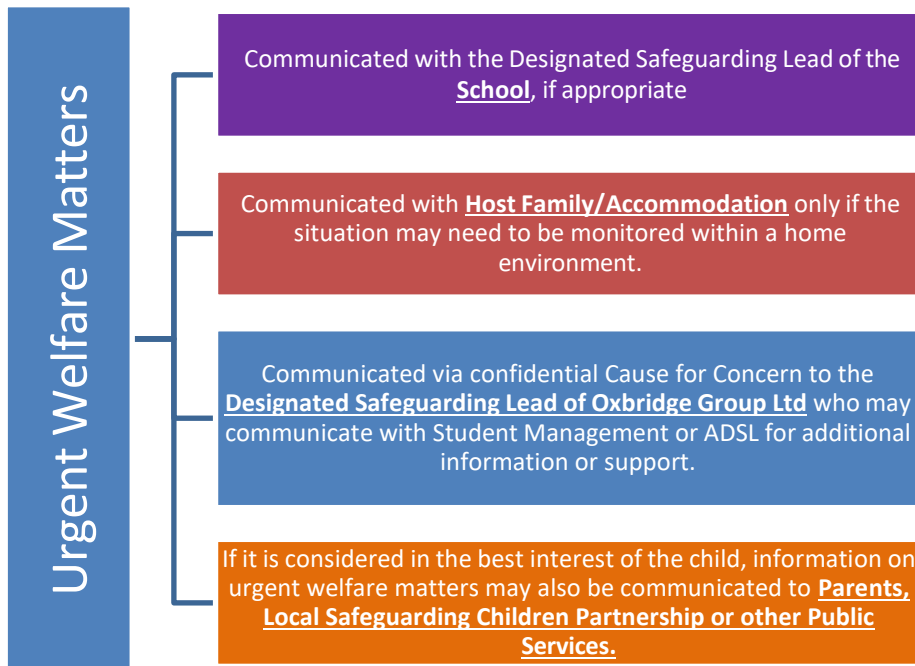 Urgent Welfare Matters
Communicated with the Designated Safeguarding Lead of the
School, if appropriate
Communicated with Host Family/Accommodation only if the
situation may need to be monitored within a home
environment.
Communicated via confidential Cause for Concern to the
Designated Safeguarding Lead of Oxbridge Group Ltd who may
communicate with Student Management or ADSL for additional
information or support.
If it is considered in the best interest of the child, information on
urgent welfare matters may also be communicated to Parents,
Local Safeguarding Children Partnership or other Public
Services.